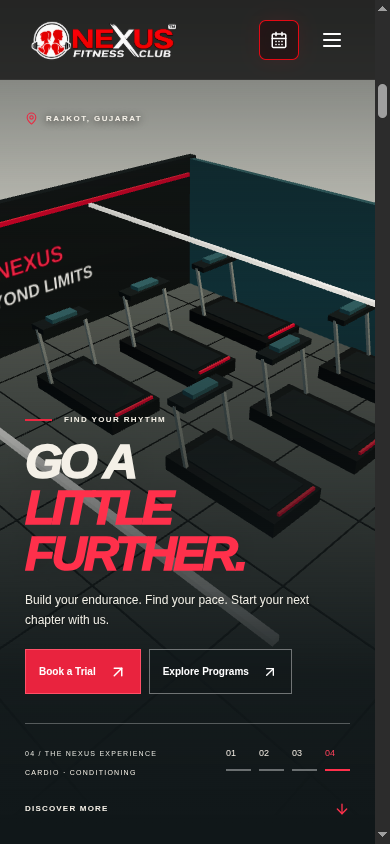 NEXUS TM
FITNESS CLUB
RAJKOT, GUJARAT
NEXUS
YOND LIMITS
FIND YOUR RHYTHM
GO A
LITTLE
FURTHER.
Build your endurance. Find your pace. Start your next
chapter with us.
Book a Trial
Explore Programs
04 / THE NEXUS EXPERIENCE
CARDIO · CONDITIONING
01 02 03 04
DISCOVER MORE